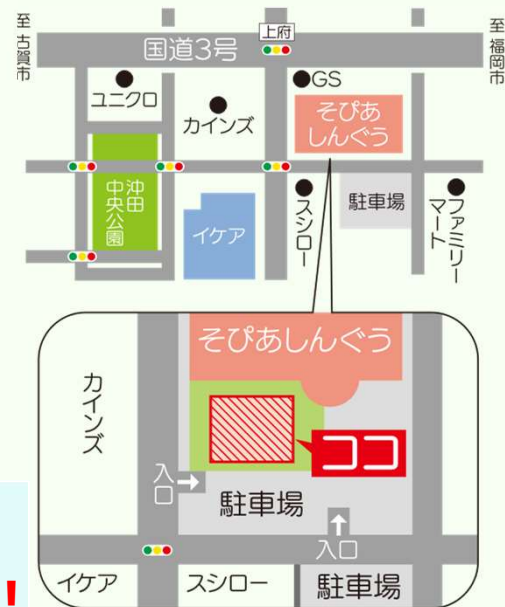 至 古賀市
国道3号
上府
至 福岡市
ユニクロ
カインズ
GS
そぴあ
しんぐう
沖田
中央公園
イケア
スシロー
駐車場
ファミリー
マート
そぴあしんぐう
カインズ
ココ
入口
駐車場
入口
イケア
スシロー
駐車場
!